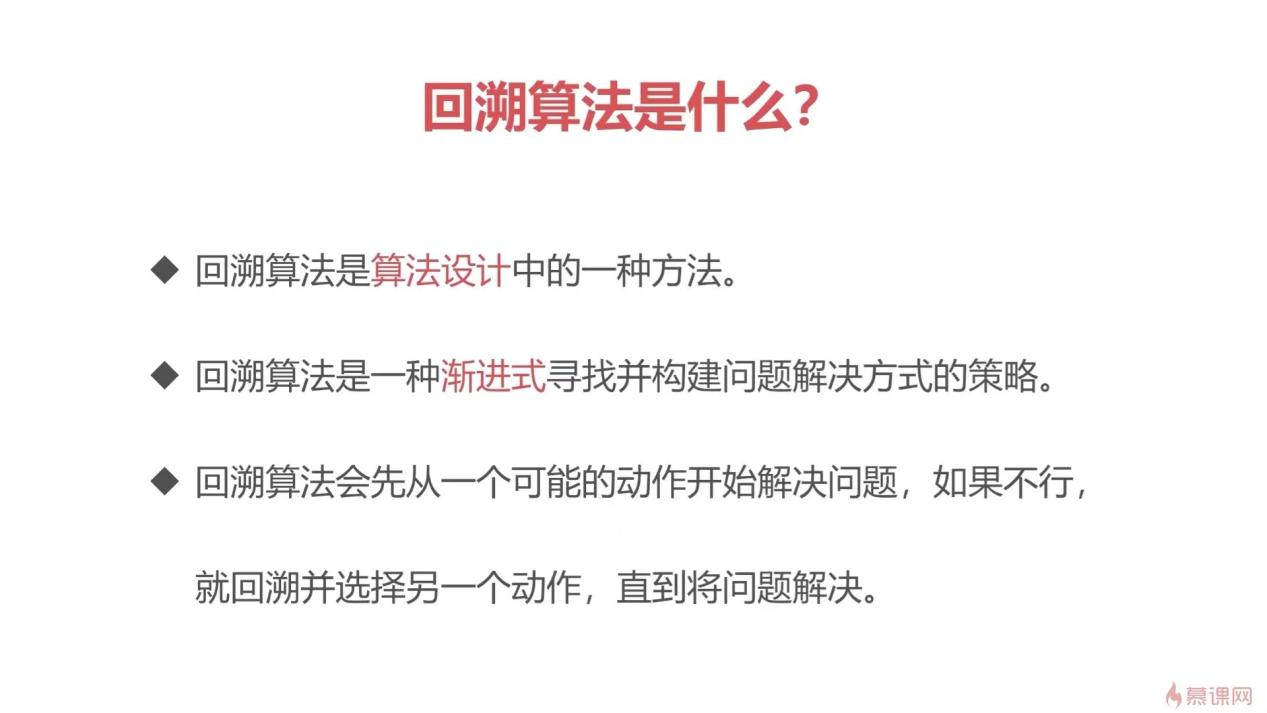 回溯算法是什么？
◆ 回溯算法是算法设计中的一种方法。
◆ 回溯算法是一种渐进式寻找并构建问题解决方式的策略。
◆ 回溯算法会先从一个可能的动作开始解决问题，如果不行，
就回溯并选择另一个动作，直到将问题解决。
慕课网